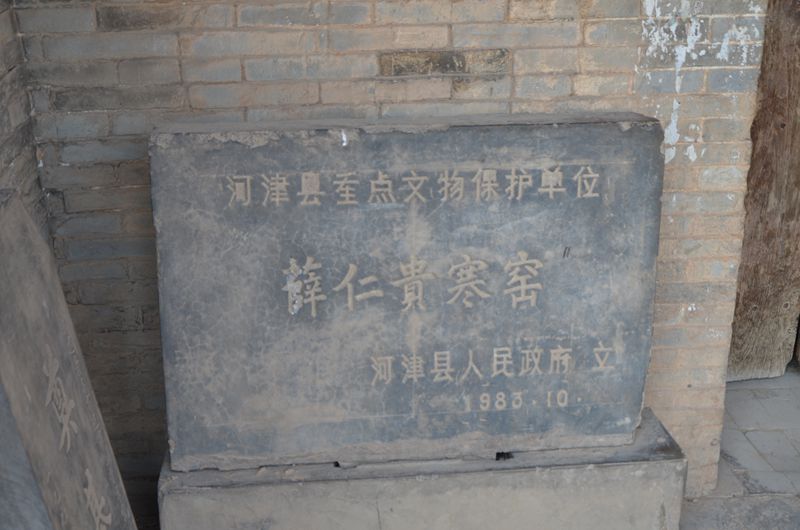 河津县重点文物保护单位
薛仁貴寒窑
河津县人民政府 立
1983.10.